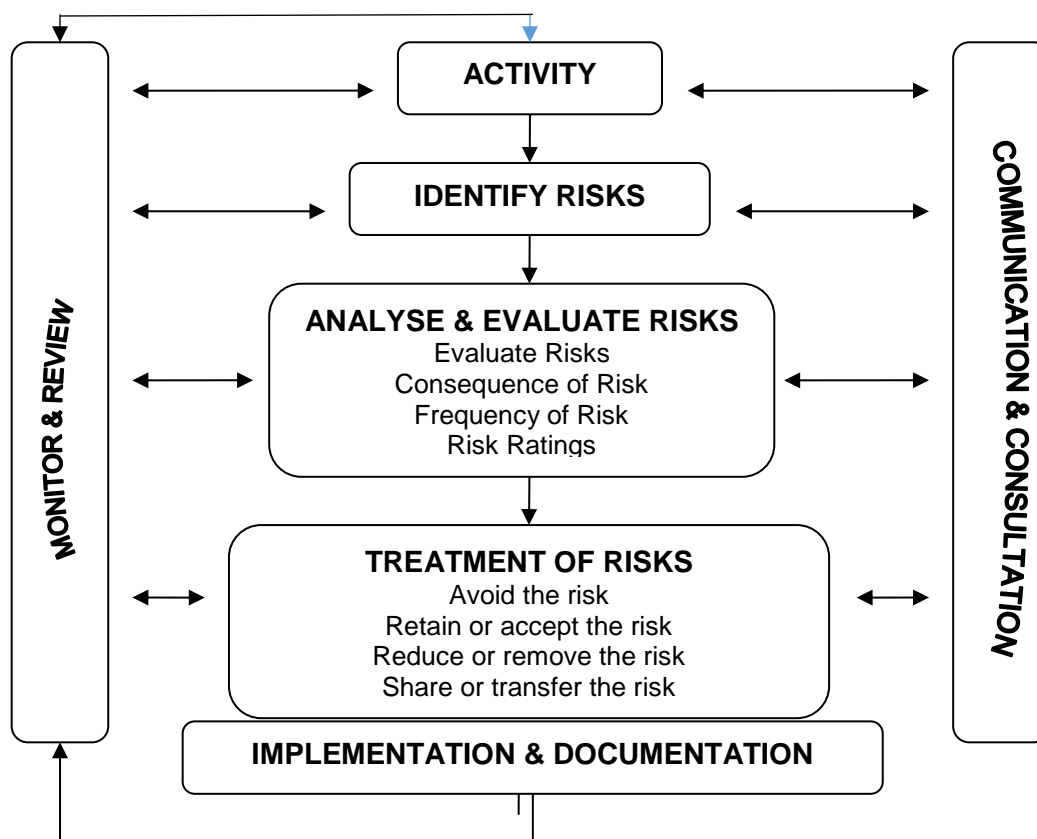 ACTIVITY
IDENTIFY RISKS
ANALYSE & EVALUATE RISKS
Evaluate Risks
Consequence of Risk
Frequency of Risk
Risk Ratings
TREATMENT OF RISKS
Avoid the risk
Retain or accept the risk
Reduce or remove the risk
Share or transfer the risk
IMPLEMENTATION & DOCUMENTATION
MONITOR & REVIEW
COMMUNICATION & CONSULTATION